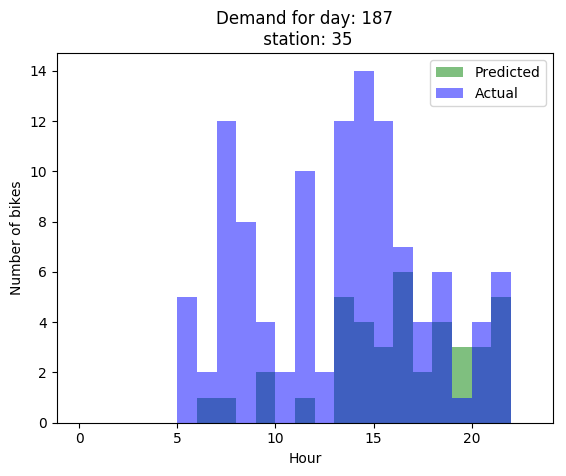 Demand for day: 187
station: 35
14
12
10
8
6
4
2
0
Number of bikes
Predicted
Actual
0 5 10 15 20
Hour